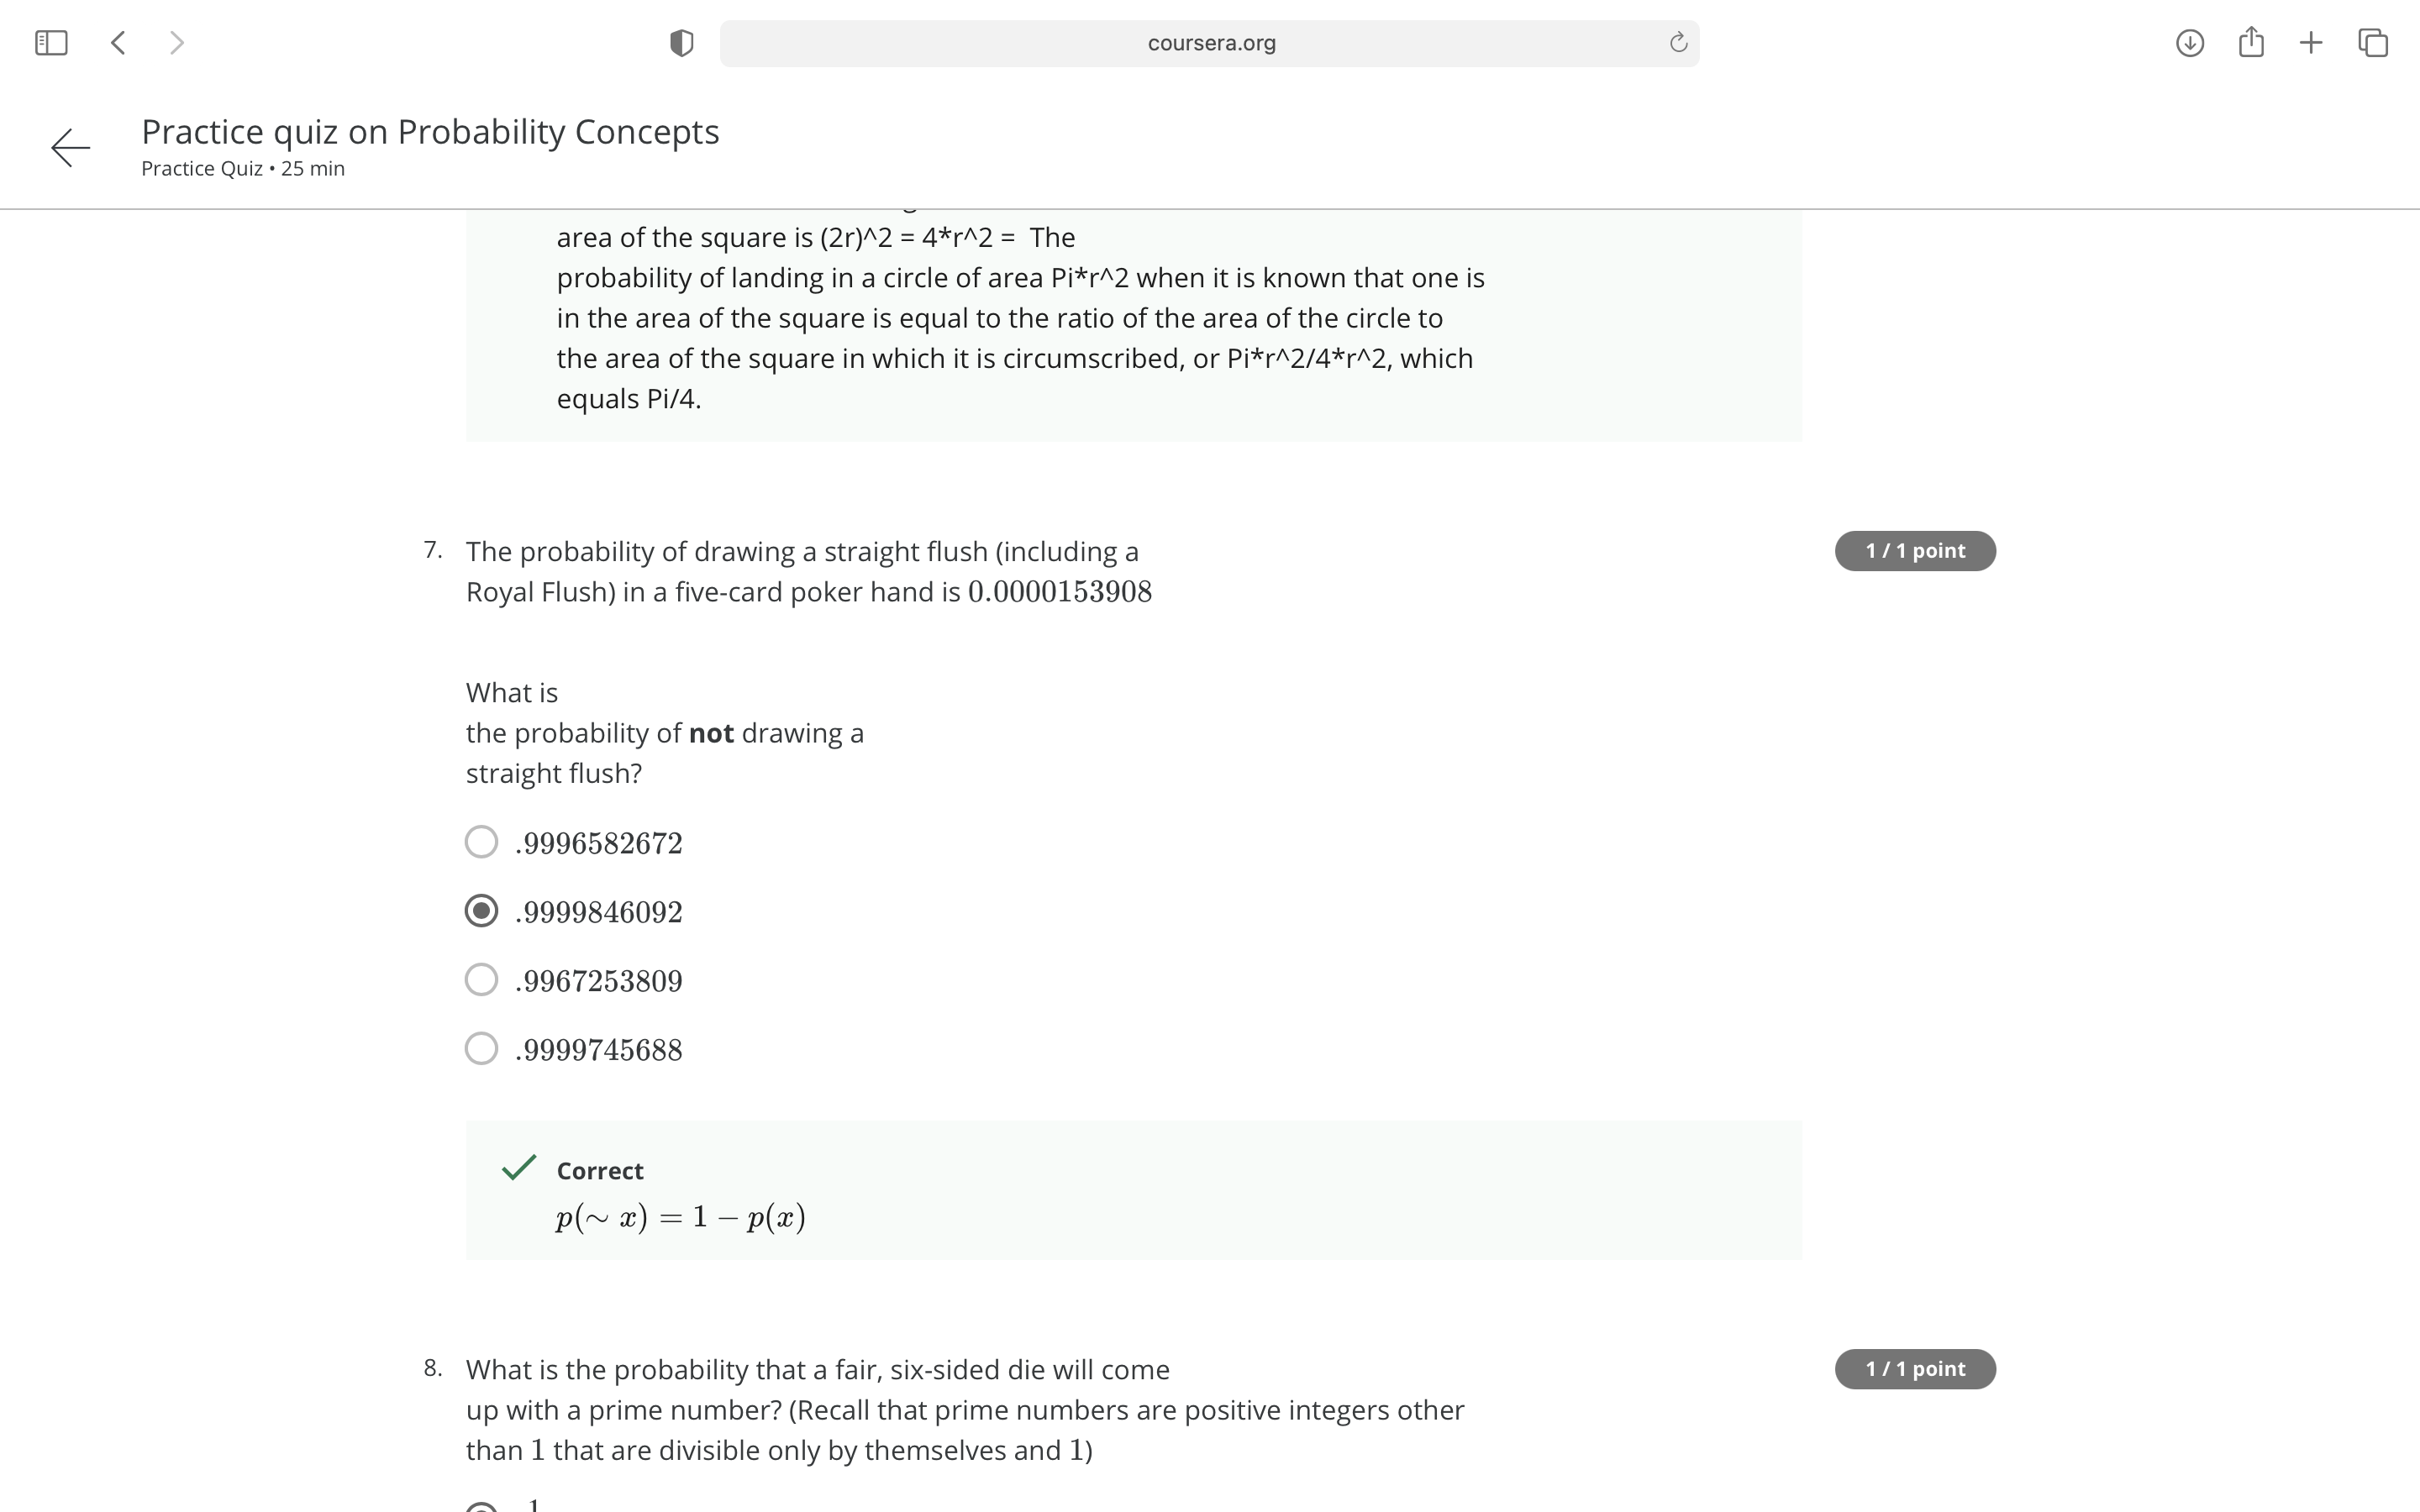 coursera.org
Practice quiz on Probability Concepts
Practice Quiz • 25 min
area of the square is (2r)^2 = 4*r^2 = The
probability of landing in a circle of area Pi*r^2 when it is known that one is
in the area of the square is equal to the ratio of the area of the circle to
the area of the square in which it is circumscribed, or Pi*r^2/4*r^2, which
equals Pi/4.
7. The probability of drawing a straight flush (including a
Royal Flush) in a five-card poker hand is 0.0000153908
1 / 1 point
What is
the probability of not drawing a
straight flush?
.9996582672
.9999846092
.9967253809
.9999745688
Correct
p(∼ x) = 1 − p(x)
8. What is the probability that a fair, six-sided die will come
up with a prime number? (Recall that prime numbers are positive integers other
than 1 that are divisible only by themselves and 1)
1 / 1 point